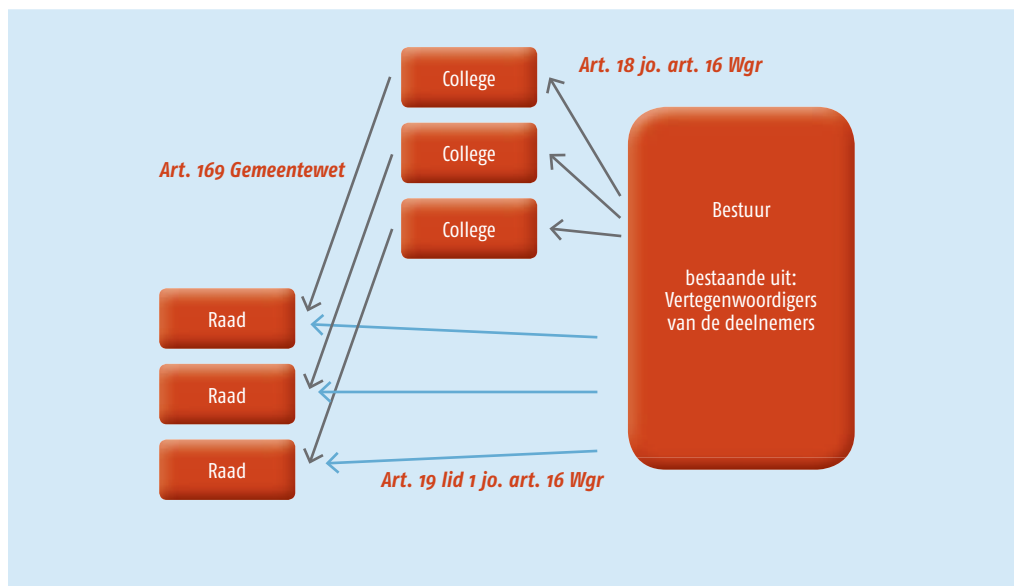 College
Art. 18 jo. art. 16 Wgr
College
Art. 169 Gemeentewet
College
Bestuur
bestaande uit:
Vertegenwoordigers
van de deelnemers
Raad
Raad
Raad
Art. 19 lid 1 jo. art. 16 Wgr